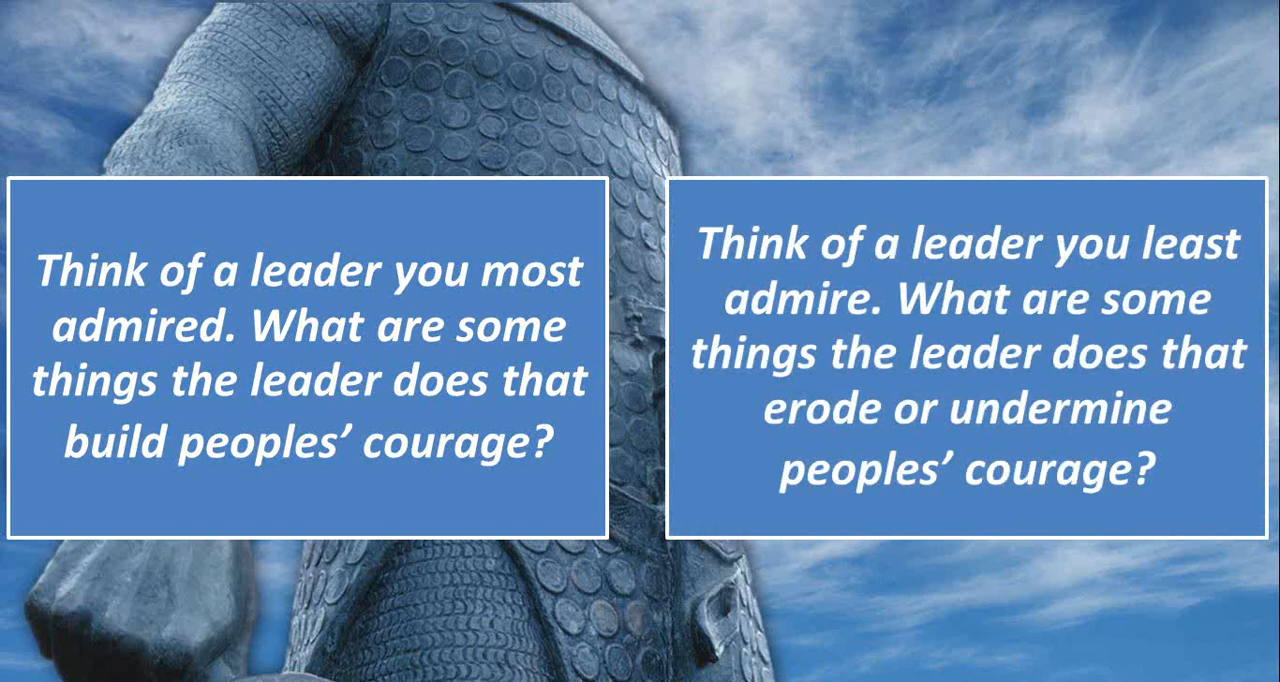 Think of a leader you most
admired. What are some
things the leader does that
build peoples’ courage?
Think of a leader you least
admire. What are some
things the leader does that
erode or undermine
peoples’ courage?